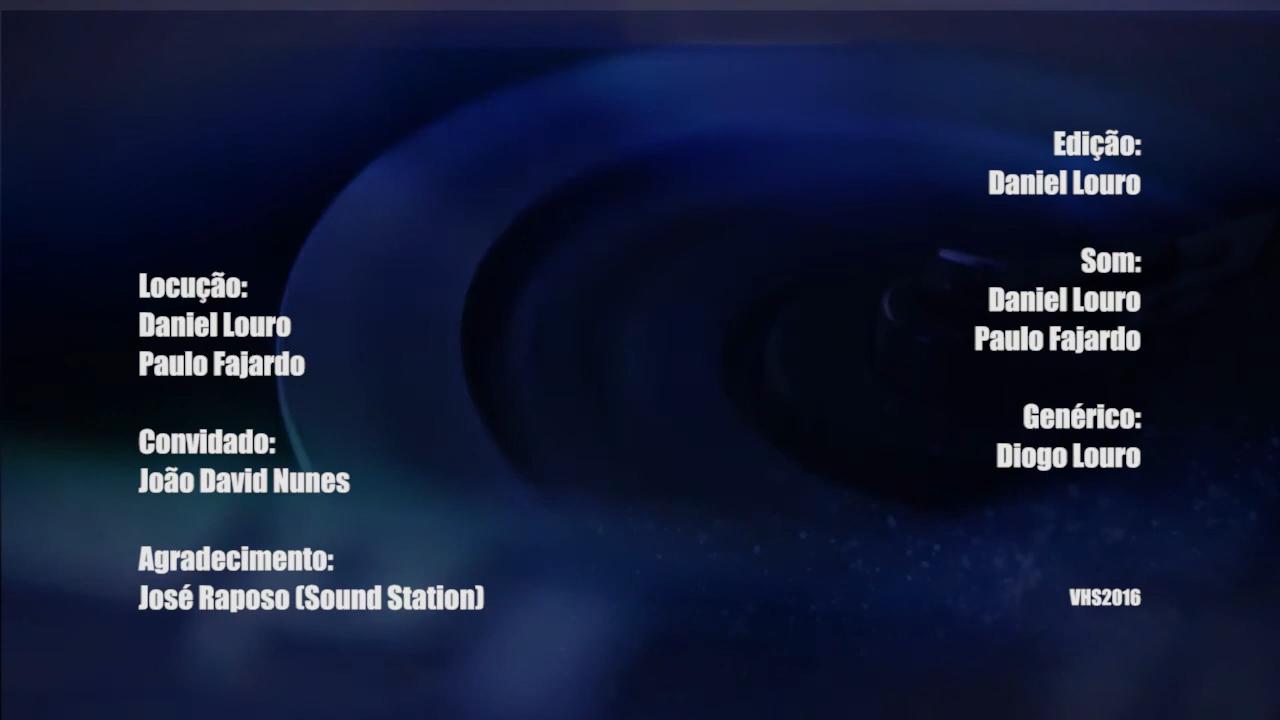 Locução:
Daniel Louro
Paulo Fajardo
Convidado:
João David Nunes
Agradecimento:
José Raposo (Sound Station)
Edição:
Daniel Louro
Som:
Daniel Louro
Paulo Fajardo
Genérico:
Diogo Louro
VHS2016